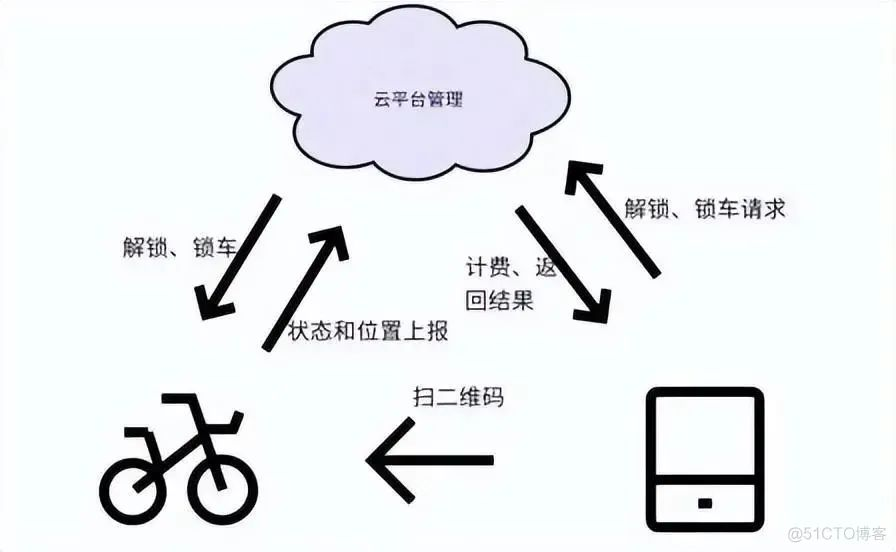 云平台管理
解锁、锁车请求
解锁、锁车
计费、返
回结果
状态和位置上报
扫二维码
@51CTO博客